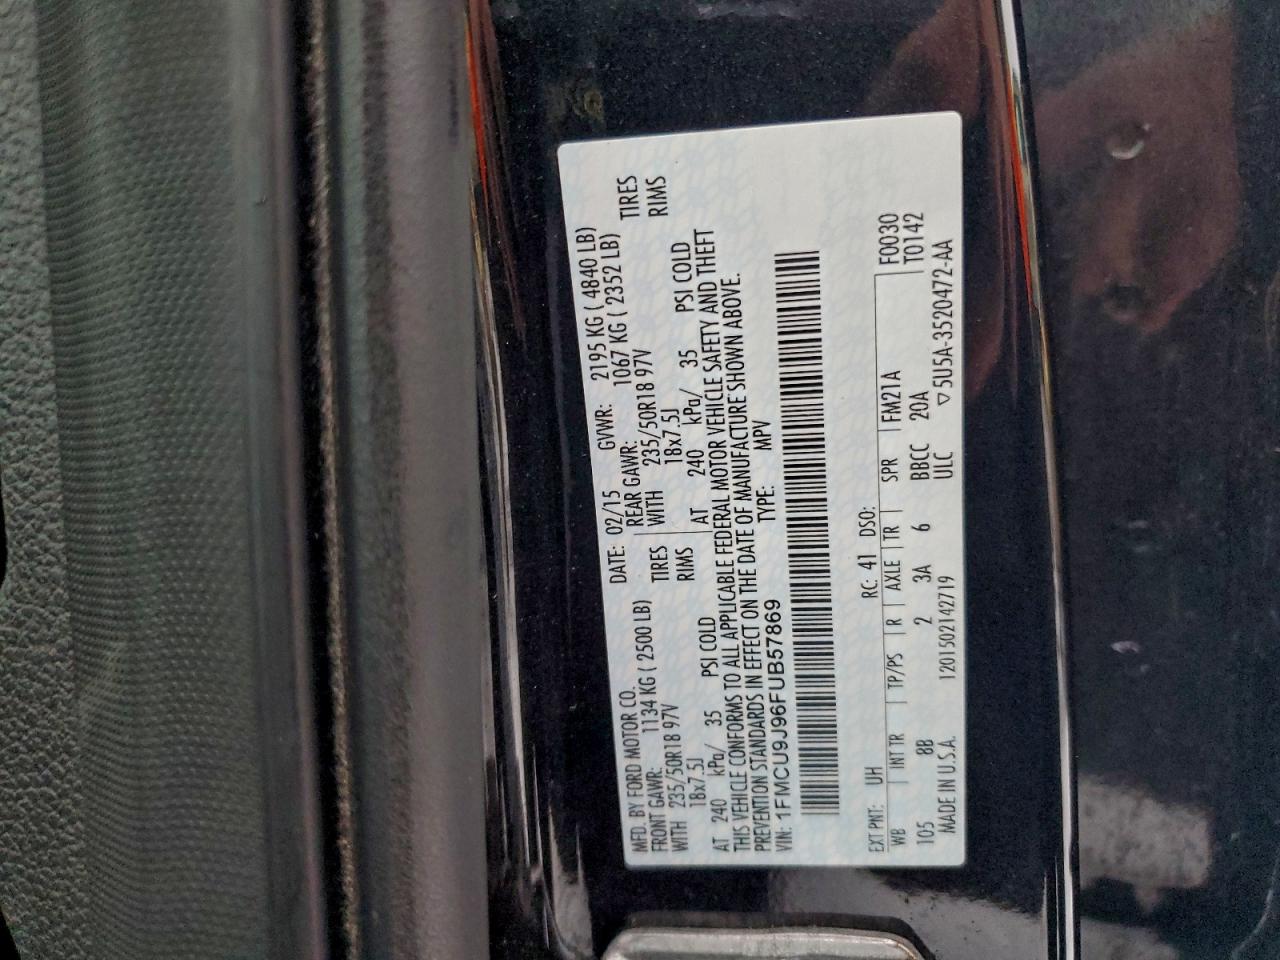 MFD. BY FORD MOTOR CO. DATE: 02/15 GVWR: 2195 KG ( 4840 LB)
FRONT GAWR: 1134 KG ( 2500 LB) REAR GAWR: 1067 KG ( 2352 LB)
WITH 235/50R18 97V TIRES WITH 235/50R18 97V TIRES
18x7.5J RIMS 18x7.5J RIMS
AT 240 kPa/ 35 PSI COLD AT 240 kPa/ 35 PSI COLD
THIS VEHICLE CONFORMS TO ALL APPLICABLE FEDERAL MOTOR VEHICLE SAFETY AND THEFT
PREVENTION STANDARDS IN EFFECT ON THE DATE OF MANUFACTURE SHOWN ABOVE.
VIN: 1FMCU9J96FUB57869 TYPE: MPV
EXT PNT: UH RC: 41 DSO: F0030
WB INT TR TP/PS R AXLE TR SPR FM21A T0142
105 8B 2 3A 6 BBCC 20A
MADE IN U.S.A. 1201502142719 ULC ▽ 5U5A-3520472-AA